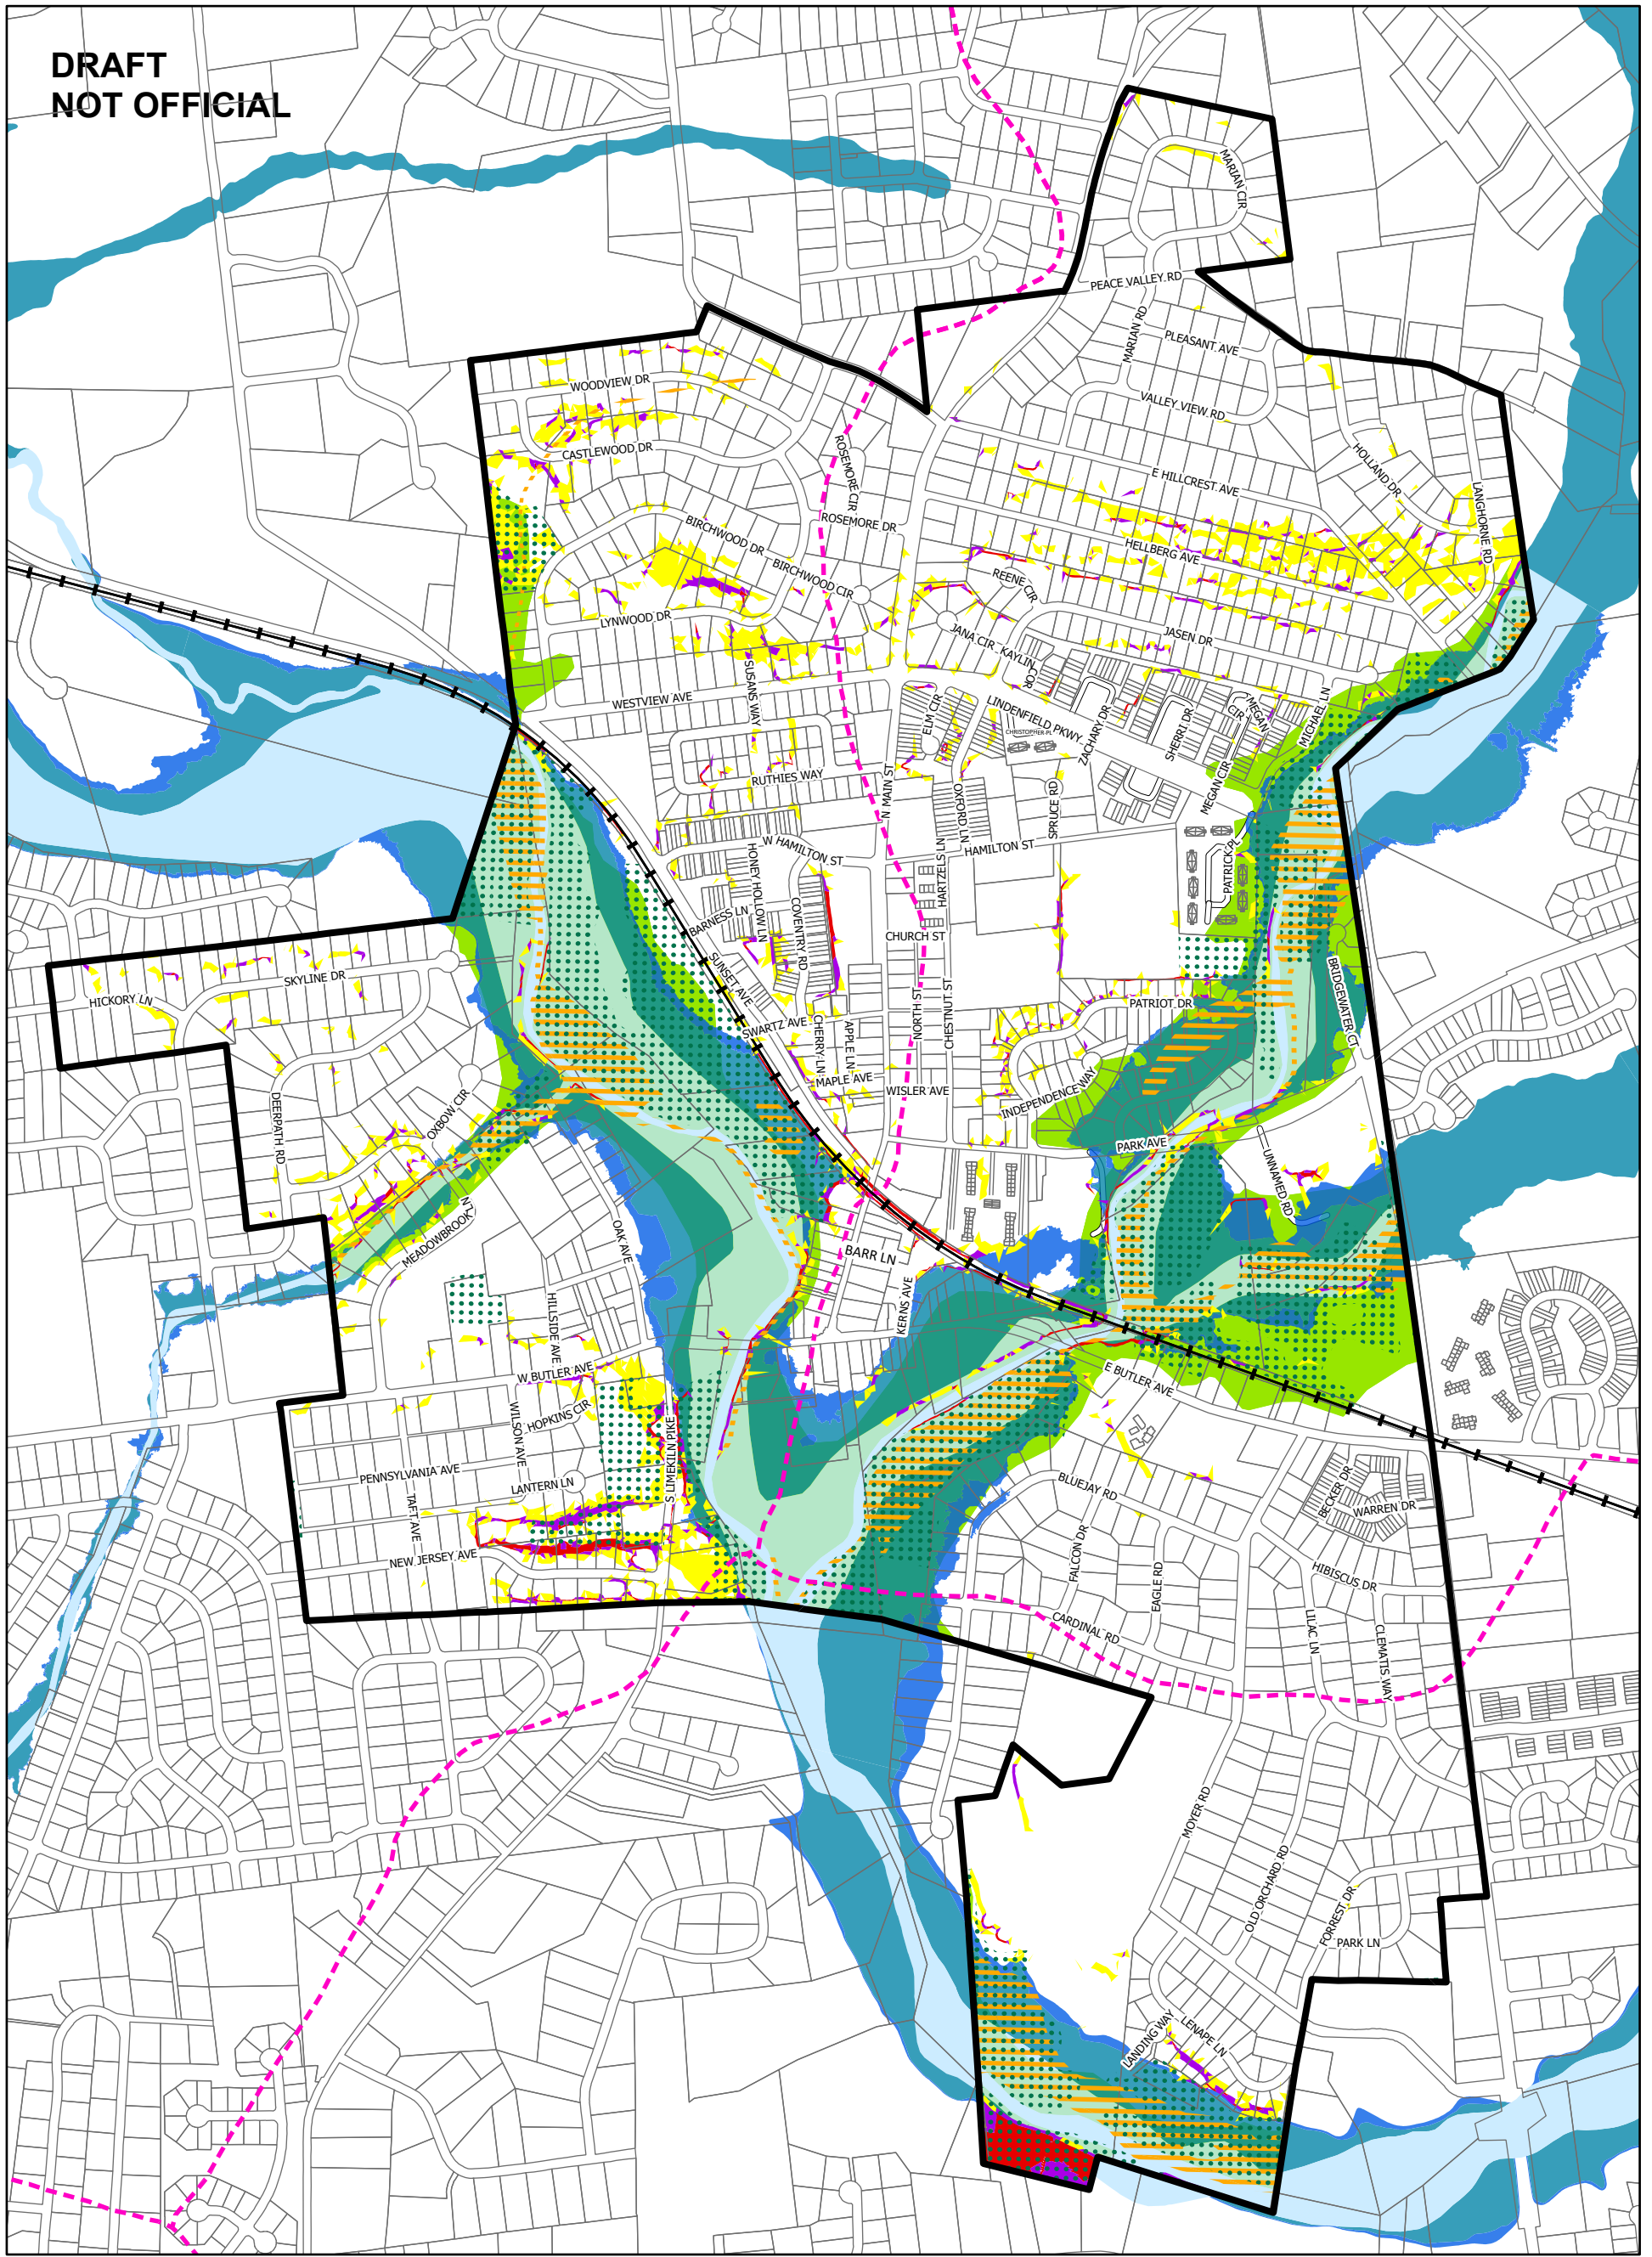 DRAFT
NOT OFFICIAL
MARIAN CIR
PEACE VALLEY RD
MARIAN RD
PLEASANT AVE
VALLEY VIEW RD
WOODVIEW DR
CASTLEWOOD DR
ROSEMORE CIR
ROSEMORE DR
E HILLCREST AVE
HOLLAND DR
LANGHORNE RD
BIRCHWOOD DR
BIRCHWOOD CIR
HELLBERG AVE
REENE CIR
LYNWOOD DR
JANA CIR
KAYLIN
COR
JASEN DR
SUSANS WAY
WESTVIEW AVE
ELM CIR
LINDENFIELD PKWY
CHRISTOPHER PL
ZACHARY DR
SHERRI DR
MEGAN
CIR
MICHAEL LN
RUTHIES WAY
N MAIN ST
OXFORD LN
SPRUCE RD
MEGAN CIR
W HAMILTON ST
HAMILTON ST
HONEY HOLLOW LN
HARTZELS LN
PATRICK PL
BARNESS LN
COVENTRY RD
CHURCH ST
SUNSET AVE
SKYLINE DR
HICKORY LN
BRIDGEWATER CT
PATRIOT DR
NORTH ST
CHESTNUT ST
SWARTZ AVE
CHERRY LN
APPLE LN
MAPLE AVE
WISLER AVE
INDEPENDENCE WAY
OXBOW CIR
DEERPATH RD
PARK AVE
UNNAMED RD
MEADOWBROOK
LN
OAK AVE
BARR LN
KERNS AVE
HILLSIDE AVE
W BUTLER AVE
E BUTLER AVE
HOPKINS CIR
WILSON AVE
S LIMEKILN PIKE
PENNSYLVANIA AVE
LANTERN LN
TAFT AVE
NEW JERSEY AVE
BLUEJAY RD
BECKER DR
WARREN DR
FALCON DR
EAGLE RD
HIBISCUS DR
CARDINAL RD
LILAC LN
CLEMATIS WAY
MOYER RD
OLD ORCHARD RD
FORREST DR
PARK LN
LANDING WAY
LENAPE LN